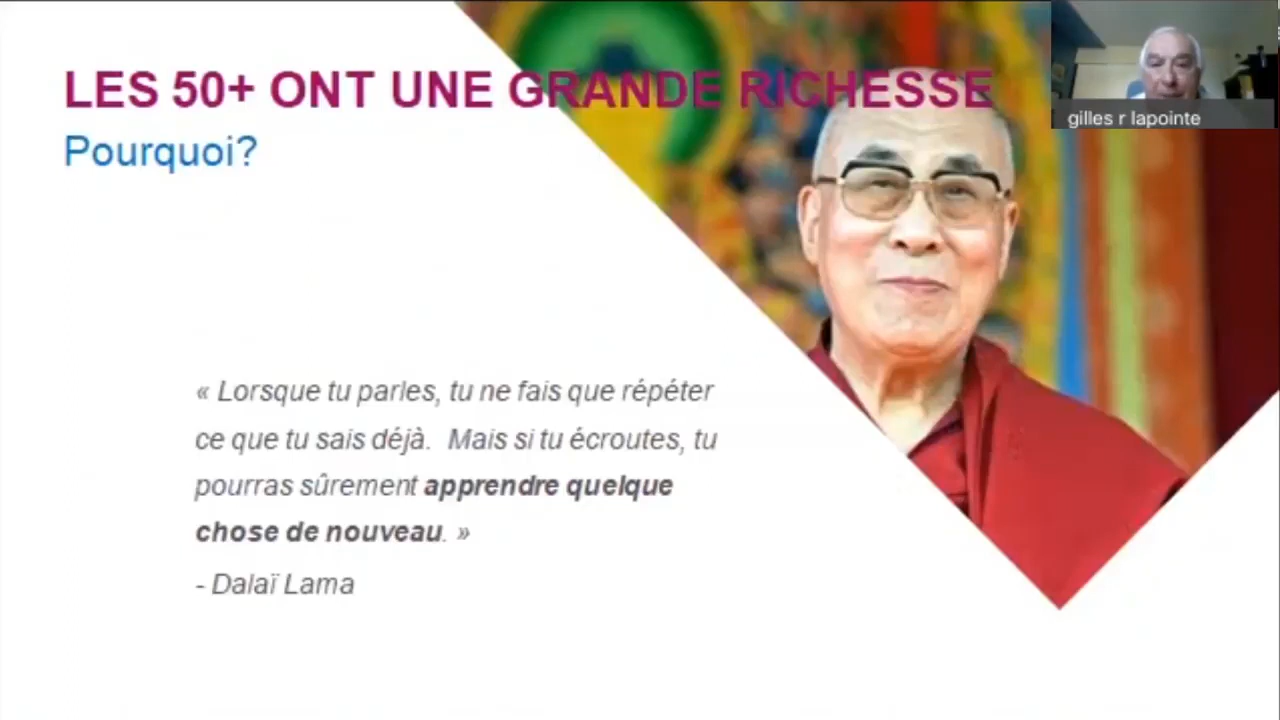 LES 50+ ONT UNE GRANDE RICHESSE
gilles r lapointe
Pourquoi?
« Lorsque tu parles, tu ne fais que répéter
ce que tu sais déjà. Mais si tu écroutes, tu
pourras sûrement apprendre quelque
chose de nouveau. »
- Dalaï Lama